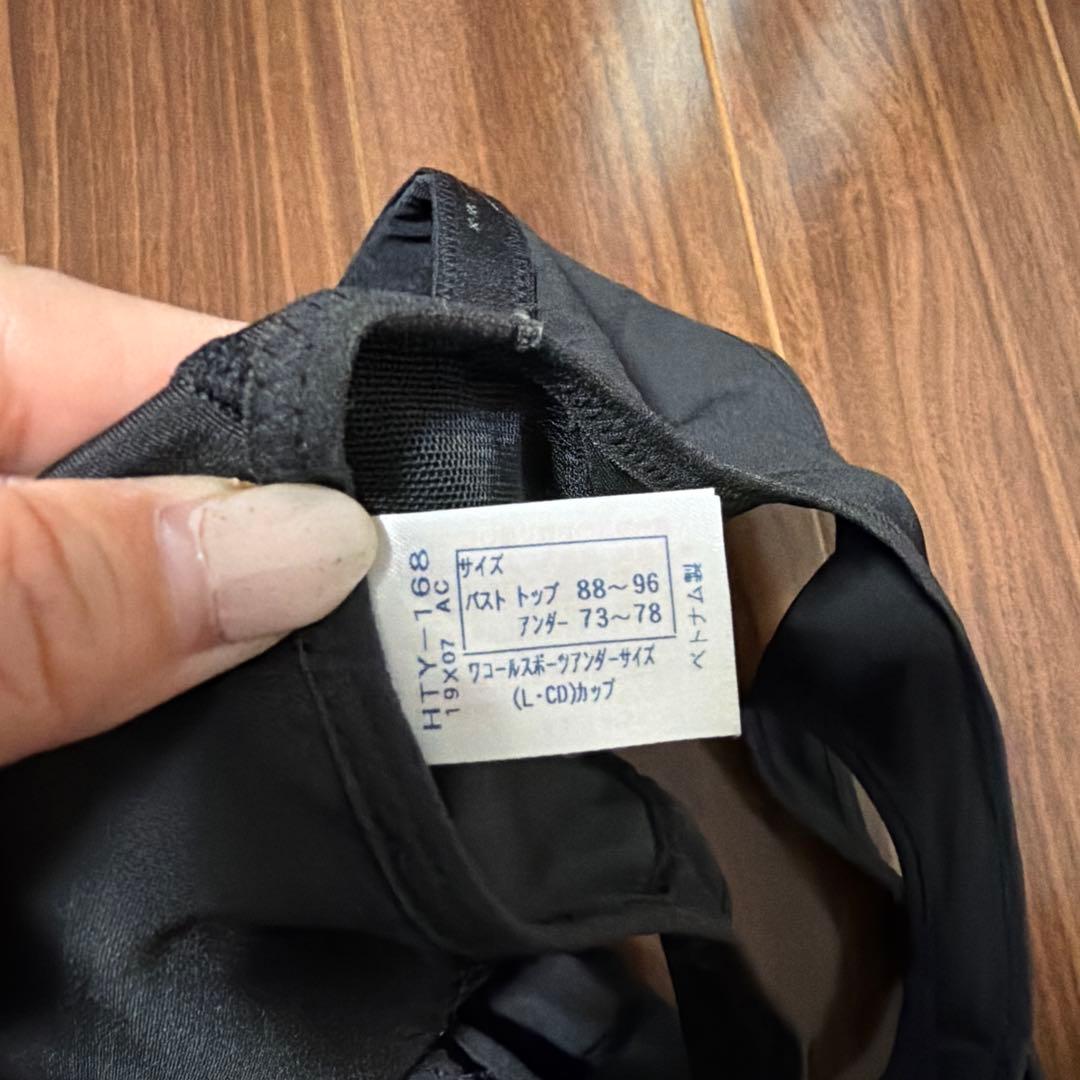 サイズ
バスト トップ 88～96
アンダー 73～78
ワコールスポーツアンダーサイズ
(L・CD)カップ
HTY-168
19X07 AC
ベトナム製